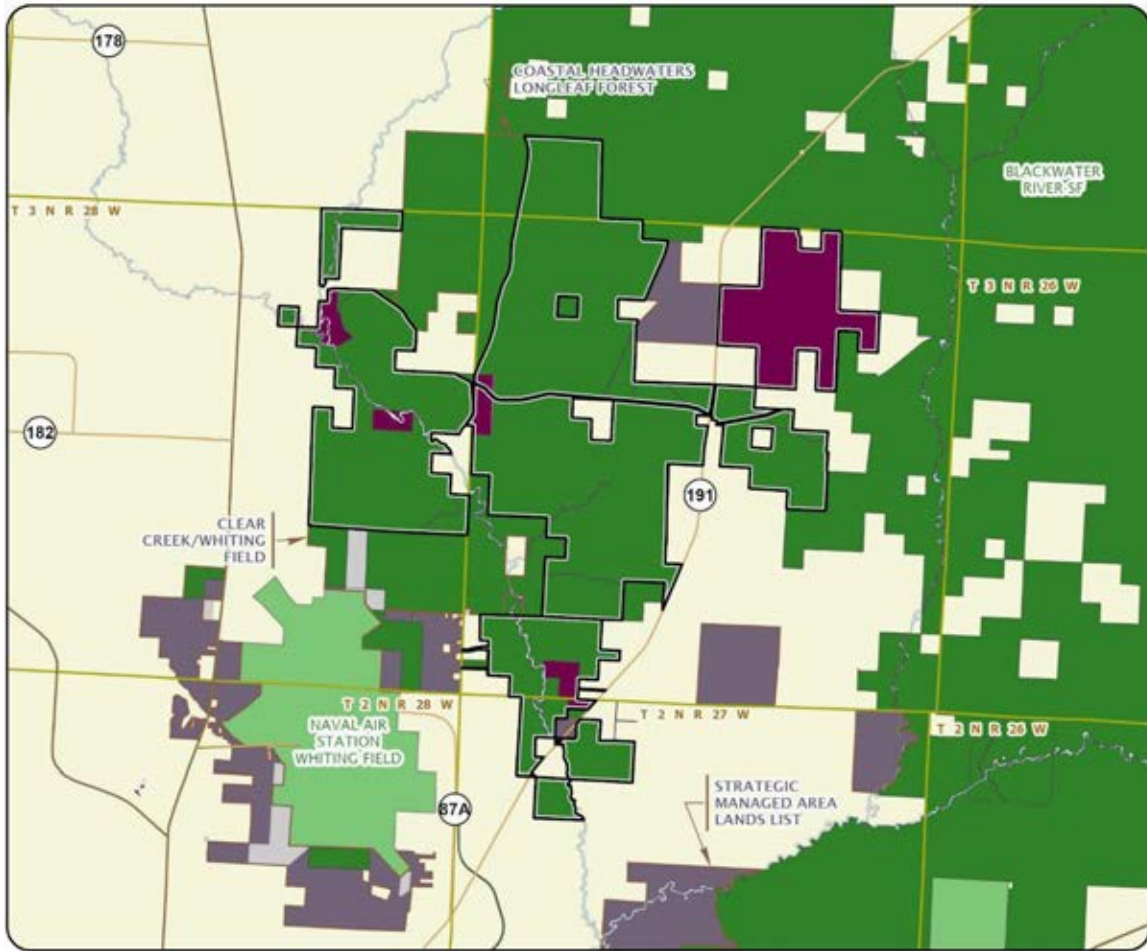 178
COASTAL HEADWATERS
LONGLEAF FOREST
BLACKWATER
RIVER SF
T 3 N R 28 W
T 3 N R 26 W
182
191
CLEAR
CREEK/WHITING
FIELD
T 2 N R 28 W
T 2 N R 27 W
T 2 N R 26 W
NAVAL AIR
STATION
WHITING FIELD
STRATEGIC
MANAGED AREA
LANDS LIST
87A